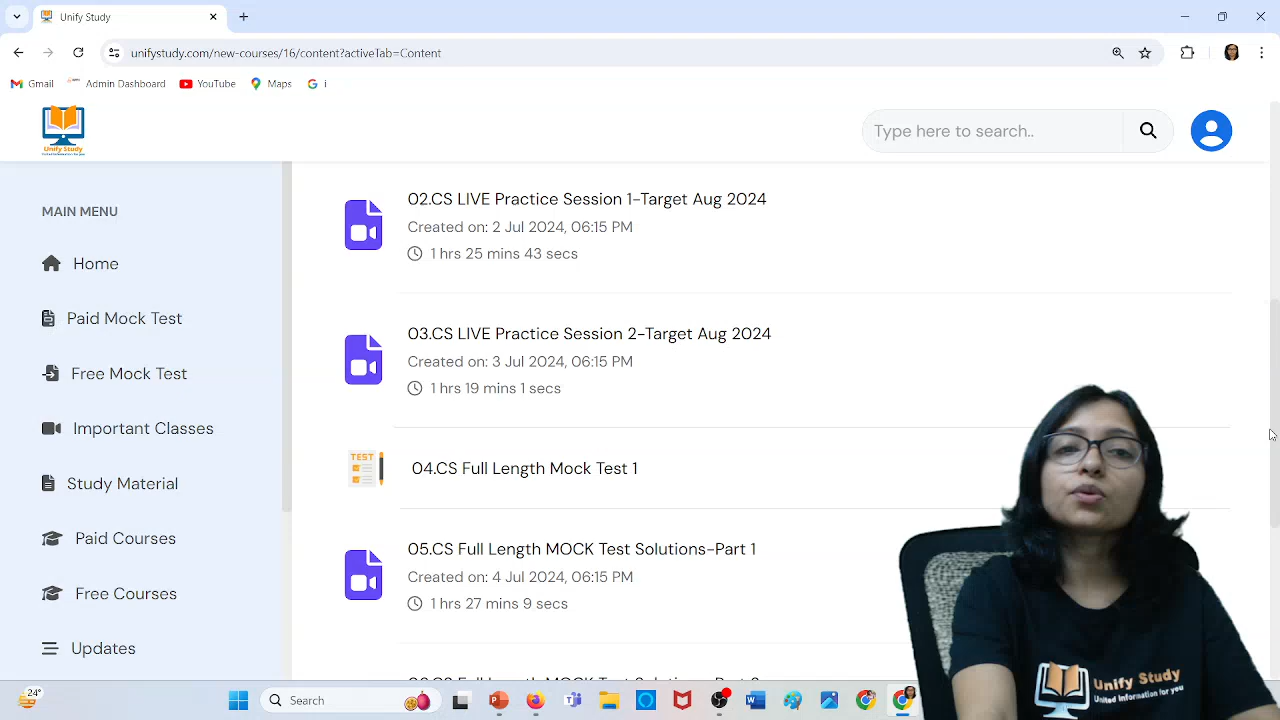 Unify Study
unifystudy.com/new-courses/16/content?activeTab=Content
Gmail
Admin Dashboard
YouTube
Maps
G i
Unify Study
United Information for you
Type here to search..
MAIN MENU
Home
Paid Mock Test
Free Mock Test
Important Classes
Study Material
Paid Courses
Free Courses
Updates
02.CS LIVE Practice Session 1-Target Aug 2024
Created on: 2 Jul 2024, 06:15 PM
1 hrs 25 mins 43 secs
03.CS LIVE Practice Session 2-Target Aug 2024
Created on: 3 Jul 2024, 06:15 PM
1 hrs 19 mins 1 secs
TEST
04.CS Full Length Mock Test 1
05.CS Full Length MOCK Test Solutions-Part 1
Created on: 4 Jul 2024, 06:15 PM
1 hrs 27 mins 9 secs
Unify Study
United Information for you
24°
Search